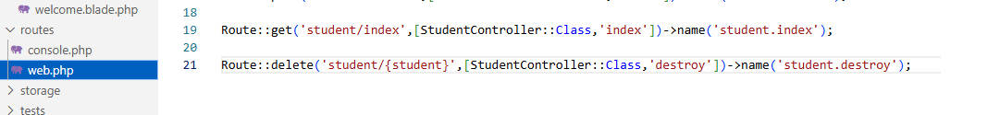 welcome.blade.php
routes
console.php
web.php
storage
tests
18
19 Route::get('student/index',[StudentController::Class,'index'])->name('student.index');
20
21 Route::delete('student/{student}',[StudentController::Class,'destroy'])->name('student.destroy');